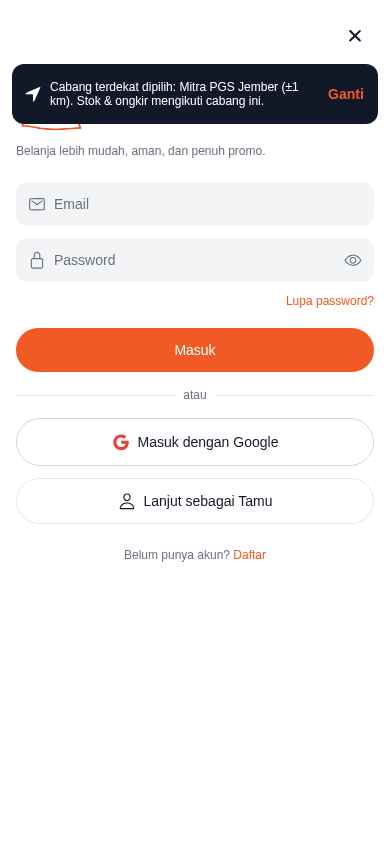 Cabang terdekat dipilih: Mitra PGS Jember (±1
km). Stok & ongkir mengikuti cabang ini.
Ganti
Belanja lebih mudah, aman, dan penuh promo.
Email
Password
Lupa password?
Masuk
atau
Masuk dengan Google
Lanjut sebagai Tamu
Belum punya akun? Daftar